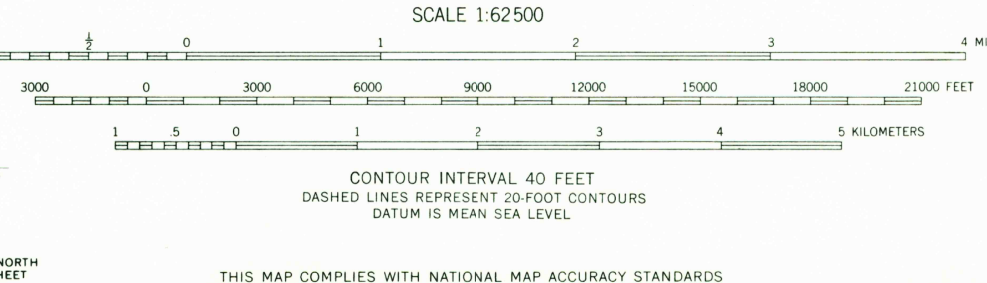 SCALE 1:62500
½ 0 1 2 3 4 MI
3000 0 3000 6000 9000 12000 15000 18000 21000 FEET
1 .5 0 1 2 3 4 5 KILOMETERS
CONTOUR INTERVAL 40 FEET
DASHED LINES REPRESENT 20-FOOT CONTOURS
DATUM IS MEAN SEA LEVEL
NORTH
HEET
THIS MAP COMPLIES WITH NATIONAL MAP ACCURACY STANDARDS